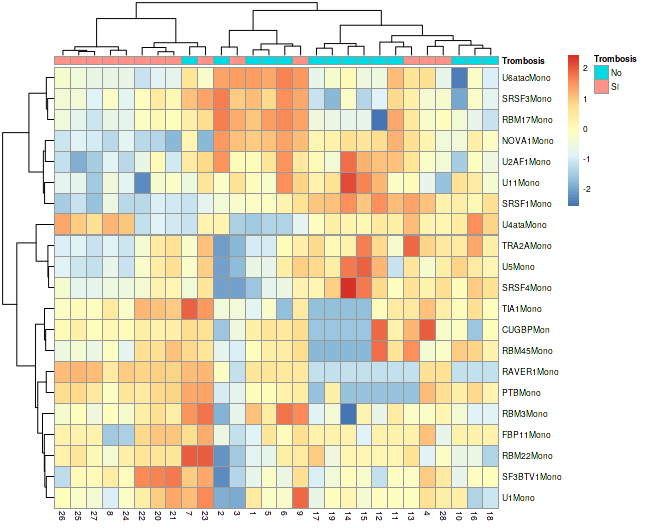 Trombosis
Trombosis
No
SI
2
1
0
-1
-2
U6atacMono
SRSF3Mono
RBM17Mono
NOVA1Mono
U2AF1Mono
U11Mono
SRSF1Mono
U4ataMono
TRA2AMono
U5Mono
SRSF4Mono
TIA1Mono
CUGBPMon
RBM45Mono
RAVER1Mono
PTBMono
RBM3Mono
FBP11Mono
RBM22Mono
SF3BTV1Mono
U1Mono
26 25 27 8 24 22 20 21 7 23 2 3 1 5 6 9 17 19 14 15 12 11 13 4 28 10 16 18